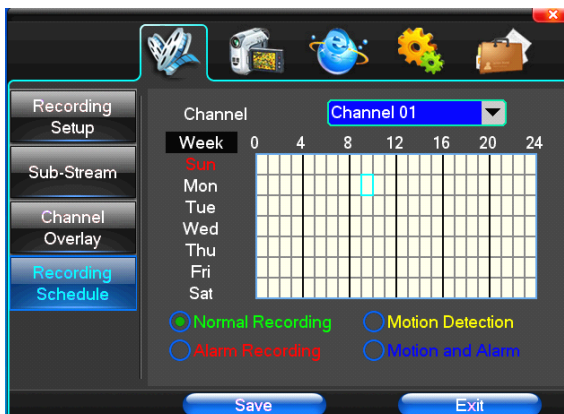 Recording
Setup
Sub-Stream
Channel
Overlay
Recording
Schedule
Channel Channel 01
Week 0 4 8 12 16 20 24
Sun
Mon
Tue
Wed
Thu
Fri
Sat
Normal Recording Motion Detection
Alarm Recording Motion and Alarm
Save Exit